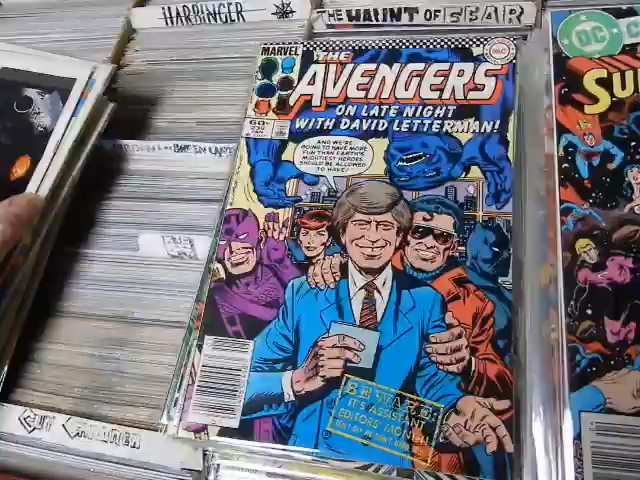 HARBINGER
THE HAUNT OF FEAR
MARVEL
60¢
239
JAN
THE
AVENGERS
ON LATE NIGHT
WITH DAVID LETTERMAN!
AND WE'RE
GOING TO HAVE MORE
FUN THAN EARTH'S
MIGHTIEST HEROES
SHOULD BE ALLOWED
TO HAVE!
BEWARE:
IT'S ASSISTANT
EDITORS' MONTH!
DC
SU